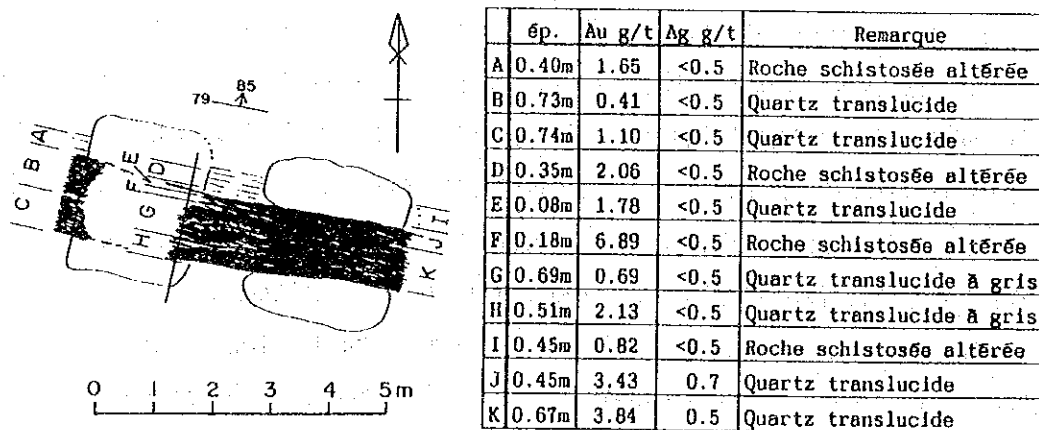 79 85
A
B
C
E
F D
G
H
I
J
K
0 1 2 3 4 5 m
ép. Au g/t Ag g/t Remarque
A 0.40m 1.65 <0.5 Roche schistosée altérée
B 0.73m 0.41 <0.5 Quartz translucide
C 0.74m 1.10 <0.5 Quartz translucide
D 0.35m 2.06 <0.5 Roche schistosée altérée
E 0.08m 1.78 <0.5 Quartz translucide
F 0.18m 6.89 <0.5 Roche schistosée altérée
G 0.69m 0.69 <0.5 Quartz translucide à gris
H 0.51m 2.13 <0.5 Quartz translucide à gris
I 0.45m 0.82 <0.5 Roche schistosée altérée
J 0.45m 3.43 0.7 Quartz translucide
K 0.67m 3.84 0.5 Quartz translucide